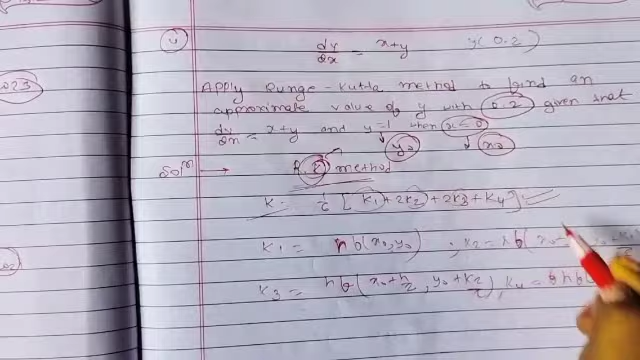 4
dy/dx = x+y y(0.2)
2023
Apply Runge-Kutta method to find an
approximate value of y with 0.2 given that
dy/dx = x+y and y=1 when x=0
y₀ x₀
Solⁿ → R.K method
K = 1/6 [K₁ + 2K₂ + 2K₃ + K₄]
K₁ = hf(x₀, y₀) ; K₂ = hf(x₀
K₃ = hf(x₀+h/2, y₀+K₂/2), K₄ = hf(